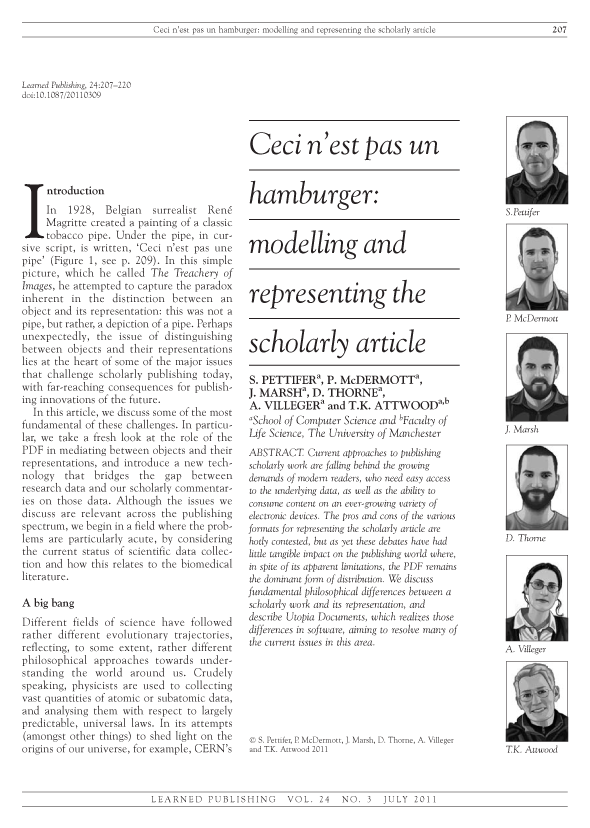 Ceci n'est pas un hamburger: modelling and representing the scholarly article
207
Learned Publishing, 24:207–220
doi:10.1087/20110309
Introduction
In 1928, Belgian surrealist René
Magritte created a painting of a classic
tobacco pipe. Under the pipe, in cur-
sive script, is written, 'Ceci n'est pas une
pipe' (Figure 1, see p. 209). In this simple
picture, which he called The Treachery of
Images, he attempted to capture the paradox
inherent in the distinction between an
object and its representation: this was not a
pipe, but rather, a depiction of a pipe. Perhaps
unexpectedly, the issue of distinguishing
between objects and their representations
lies at the heart of some of the major issues
that challenge scholarly publishing today,
with far-reaching consequences for publish-
ing innovations of the future.
In this article, we discuss some of the most
fundamental of these challenges. In particu-
lar, we take a fresh look at the role of the
PDF in mediating between objects and their
representations, and introduce a new tech-
nology that bridges the gap between
research data and our scholarly commentar-
ies on those data. Although the issues we
discuss are relevant across the publishing
spectrum, we begin in a field where the prob-
lems are particularly acute, by considering
the current status of scientific data collec-
tion and how this relates to the biomedical
literature.
A big bang
Different fields of science have followed
rather different evolutionary trajectories,
reflecting, to some extent, rather different
philosophical approaches towards under-
standing the world around us. Crudely
speaking, physicists are used to collecting
vast quantities of atomic or subatomic data,
and analysing them with respect to largely
predictable, universal laws. In its attempts
(amongst other things) to shed light on the
origins of our universe, for example, CERN's
Ceci n'est pas un
hamburger:
modelling and
representing the
scholarly article
S. PETTIFERa, P. McDERMOTTa,
J. MARSHa, D. THORNEa,
A. VILLEGERa and T.K. ATTWOODa,b
aSchool of Computer Science and bFaculty of
Life Science, The University of Manchester
ABSTRACT. Current approaches to publishing
scholarly work are falling behind the growing
demands of modern readers, who need easy access
to the underlying data, as well as the ability to
consume content on an ever-growing variety of
electronic devices. The pros and cons of the various
formats for representing the scholarly article are
hotly contested, but as yet these debates have had
little tangible impact on the publishing world where,
in spite of its apparent limitations, the PDF remains
the dominant form of distribution. We discuss
fundamental philosophical differences between a
scholarly work and its representation, and
describe Utopia Documents, which realizes those
differences in software, aiming to resolve many of
the current issues in this area.
© S. Pettifer, P. McDermott, J. Marsh, D. Thorne, A. Villeger
and T.K. Attwood 2011
S.Pettifer
P. McDermott
J. Marsh
D. Thorne
A. Villeger
T.K. Attwood
LEARNED PUBLISHING VOL. 24 NO. 3 JULY 2011